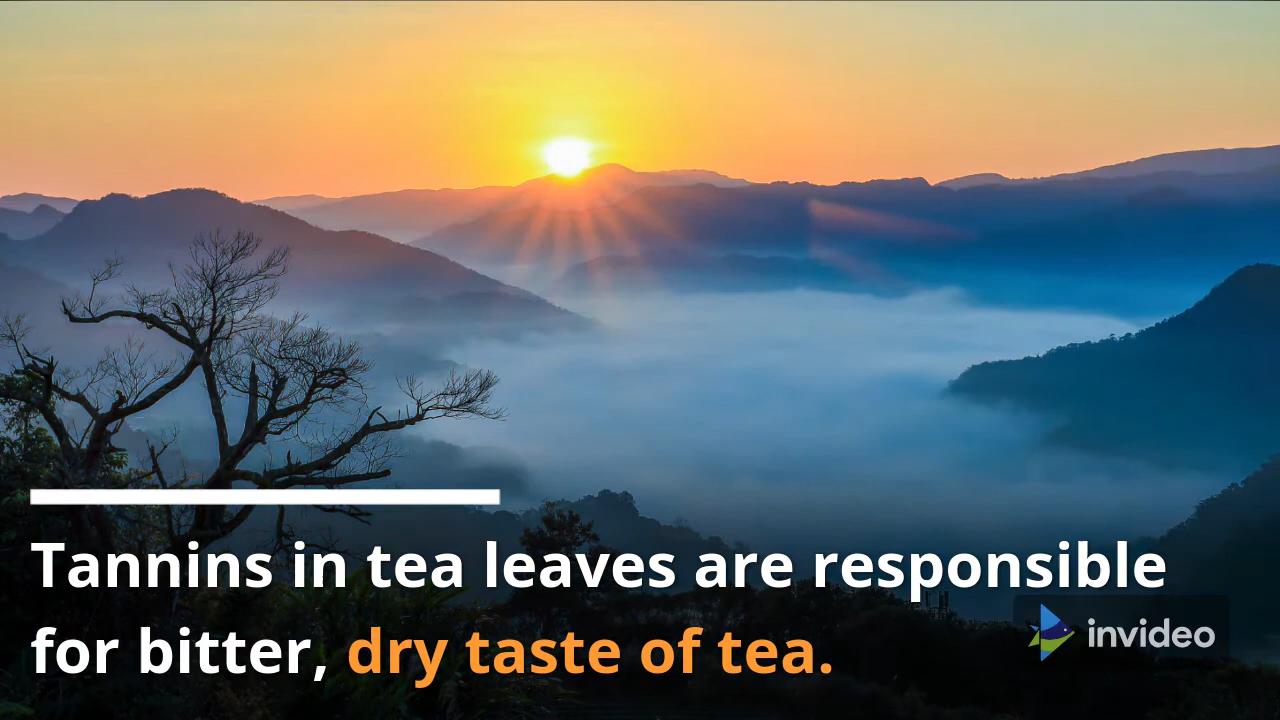 Tannins in tea leaves are responsible
for bitter, dry taste of tea.
invideo